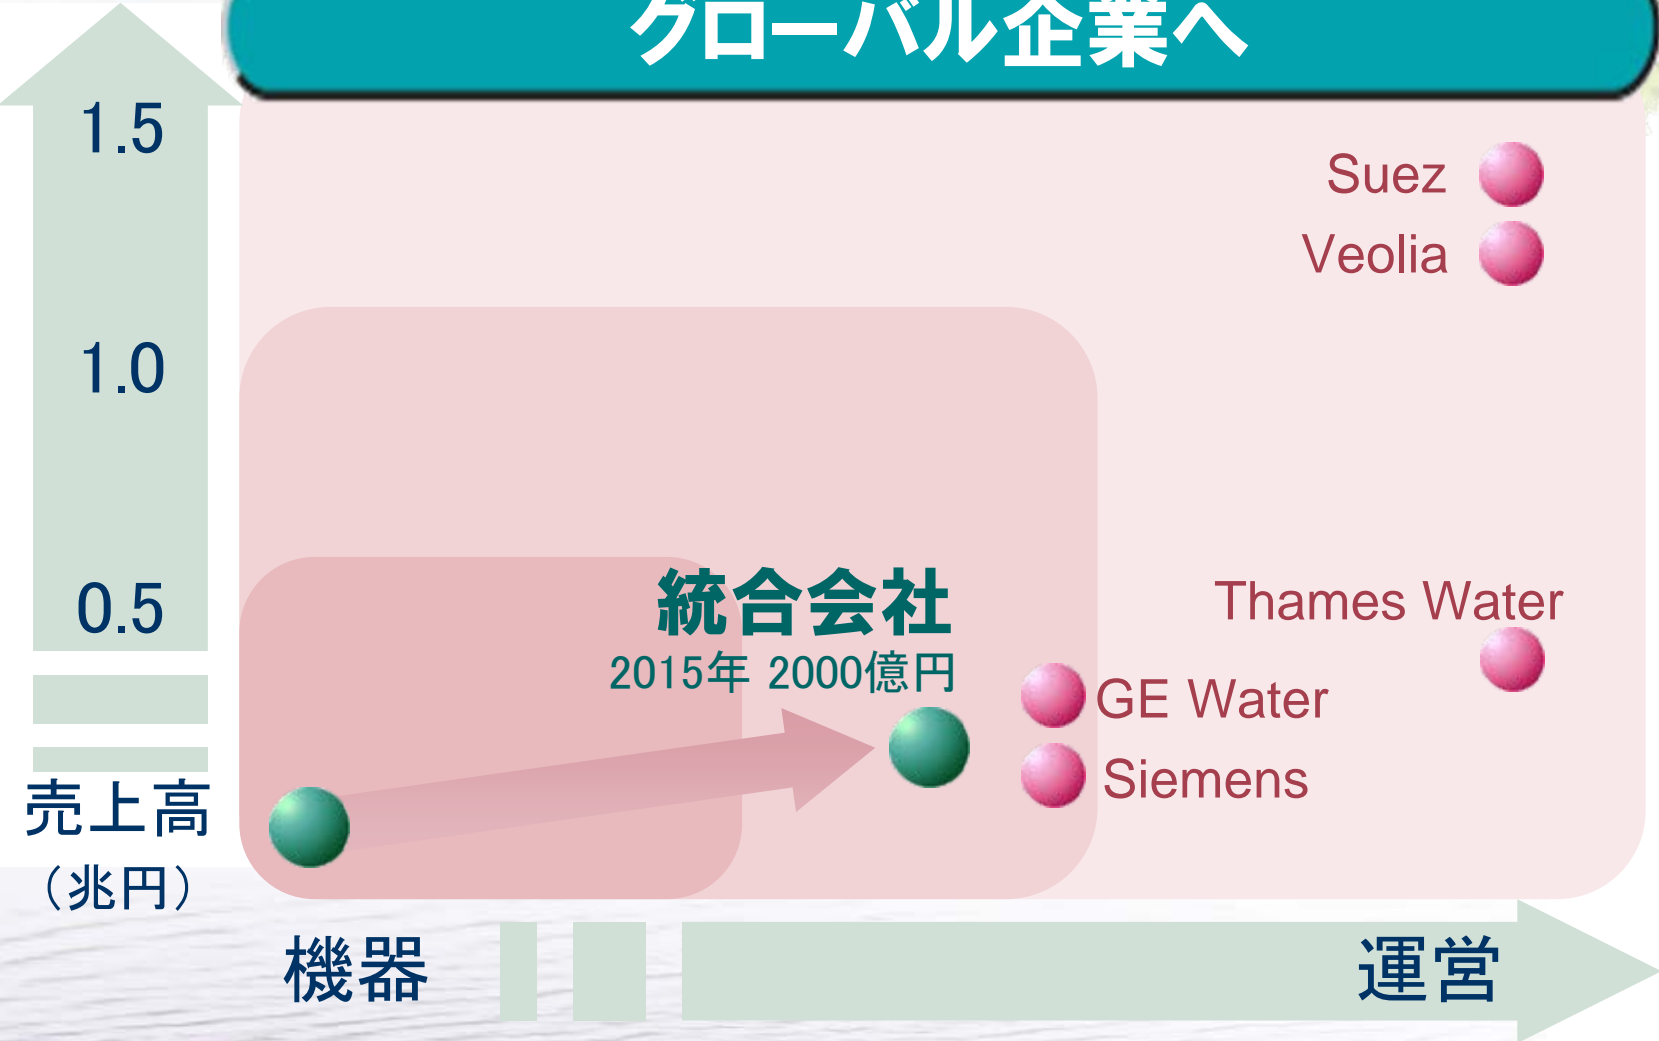 グローバル企業へ
1.5
Suez
Veolia
1.0
0.5
統合会社
2015年 2000億円
Thames Water
GE Water
Siemens
売上高
（兆円）
機器
運営